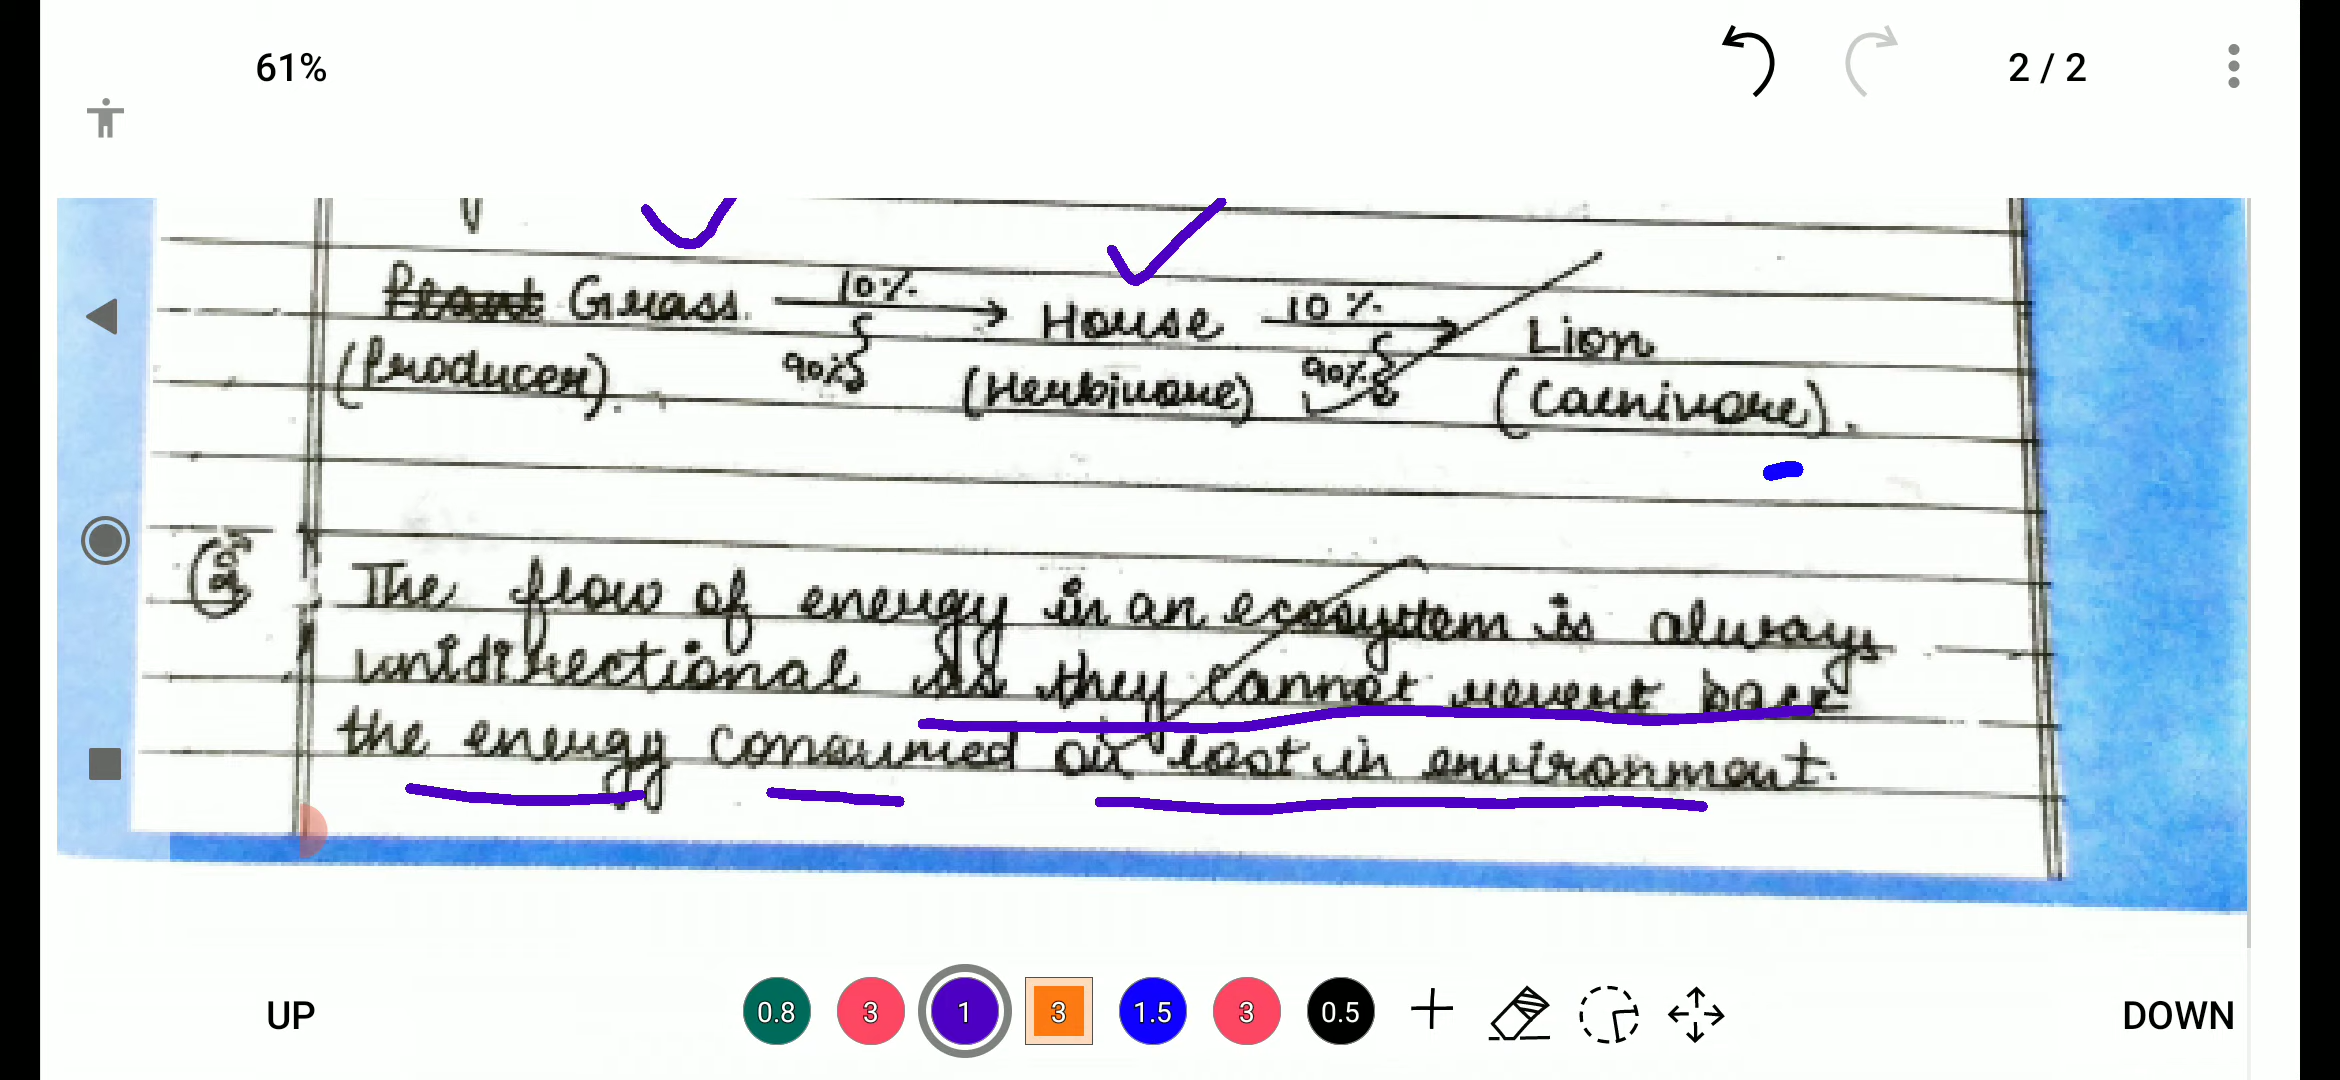 61%
2 / 2
10% 10%
Grass. House Lion
90% 90%
(Producer). (Herbivore) (Carnivore).
The flow of energy in an ecosystem is always
unidirectional as they cannot revert back
the energy consumed or lost in environment.
UP 0.8 3 1 3 1.5 3 0.5 DOWN